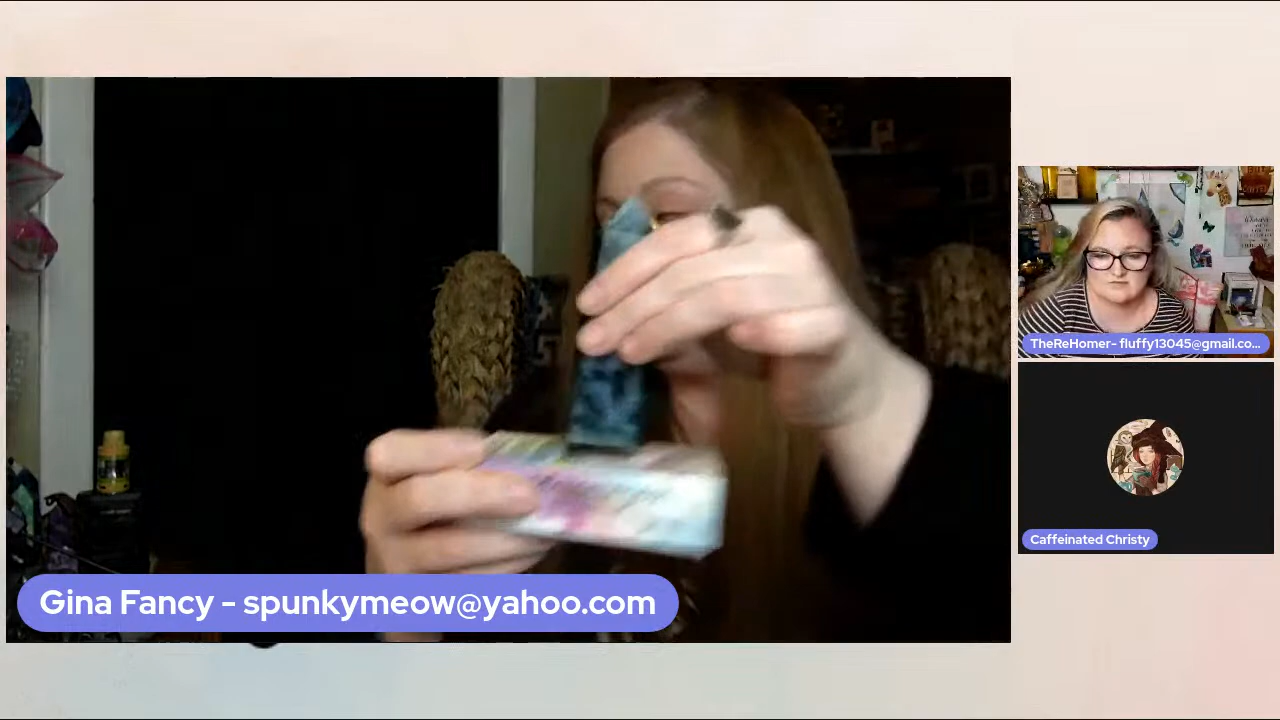 Gina Fancy - spunkymeow@yahoo.com
TheReHomer- fluffy13045@gmail.co...
Caffeinated Christy